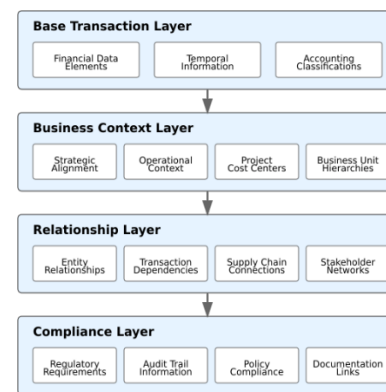 Base Transaction Layer
Financial Data
Elements
Temporal
Information
Accounting
Classifications
Business Context Layer
Strategic
Alignment
Operational
Context
Project
Cost Centers
Business Unit
Hierarchies
Relationship Layer
Entity
Relationships
Transaction
Dependencies
Supply Chain
Connections
Stakeholder
Networks
Compliance Layer
Regulatory
Requirements
Audit Trail
Information
Policy
Compliance
Documentation
Links